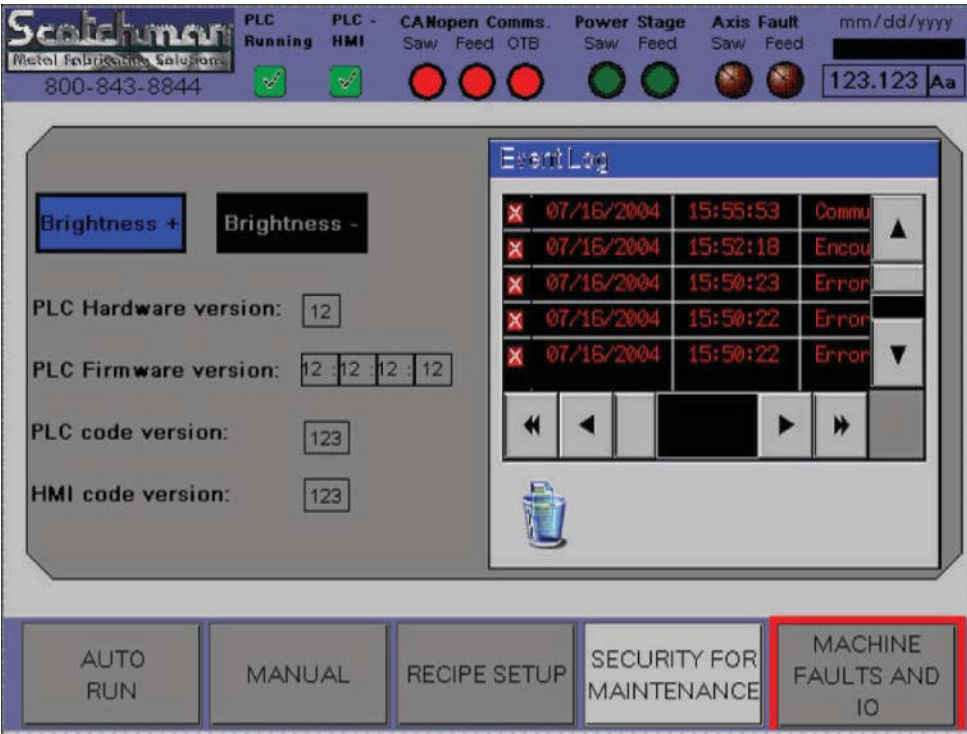 Scotchman
Metal Fabricating Solutions
800-843-8844
PLC Running
PLC - HMI
CANopen Comms.
Saw Feed OTB
Power Stage
Saw Feed
Axis Fault
Saw Feed
mm/dd/yyyy
123.123 Aa
Brightness +
Brightness -
PLC Hardware version: 12
PLC Firmware version: 12 :12 :12 : 12
PLC code version: 123
HMI code version: 123
Event Log
07/16/2004 15:55:53 Commu
07/16/2004 15:52:18 Encou
07/16/2004 15:50:23 Error
07/16/2004 15:50:22 Error
07/16/2004 15:50:22 Error
AUTO
RUN
MANUAL
RECIPE SETUP
SECURITY FOR
MAINTENANCE
MACHINE
FAULTS AND
IO